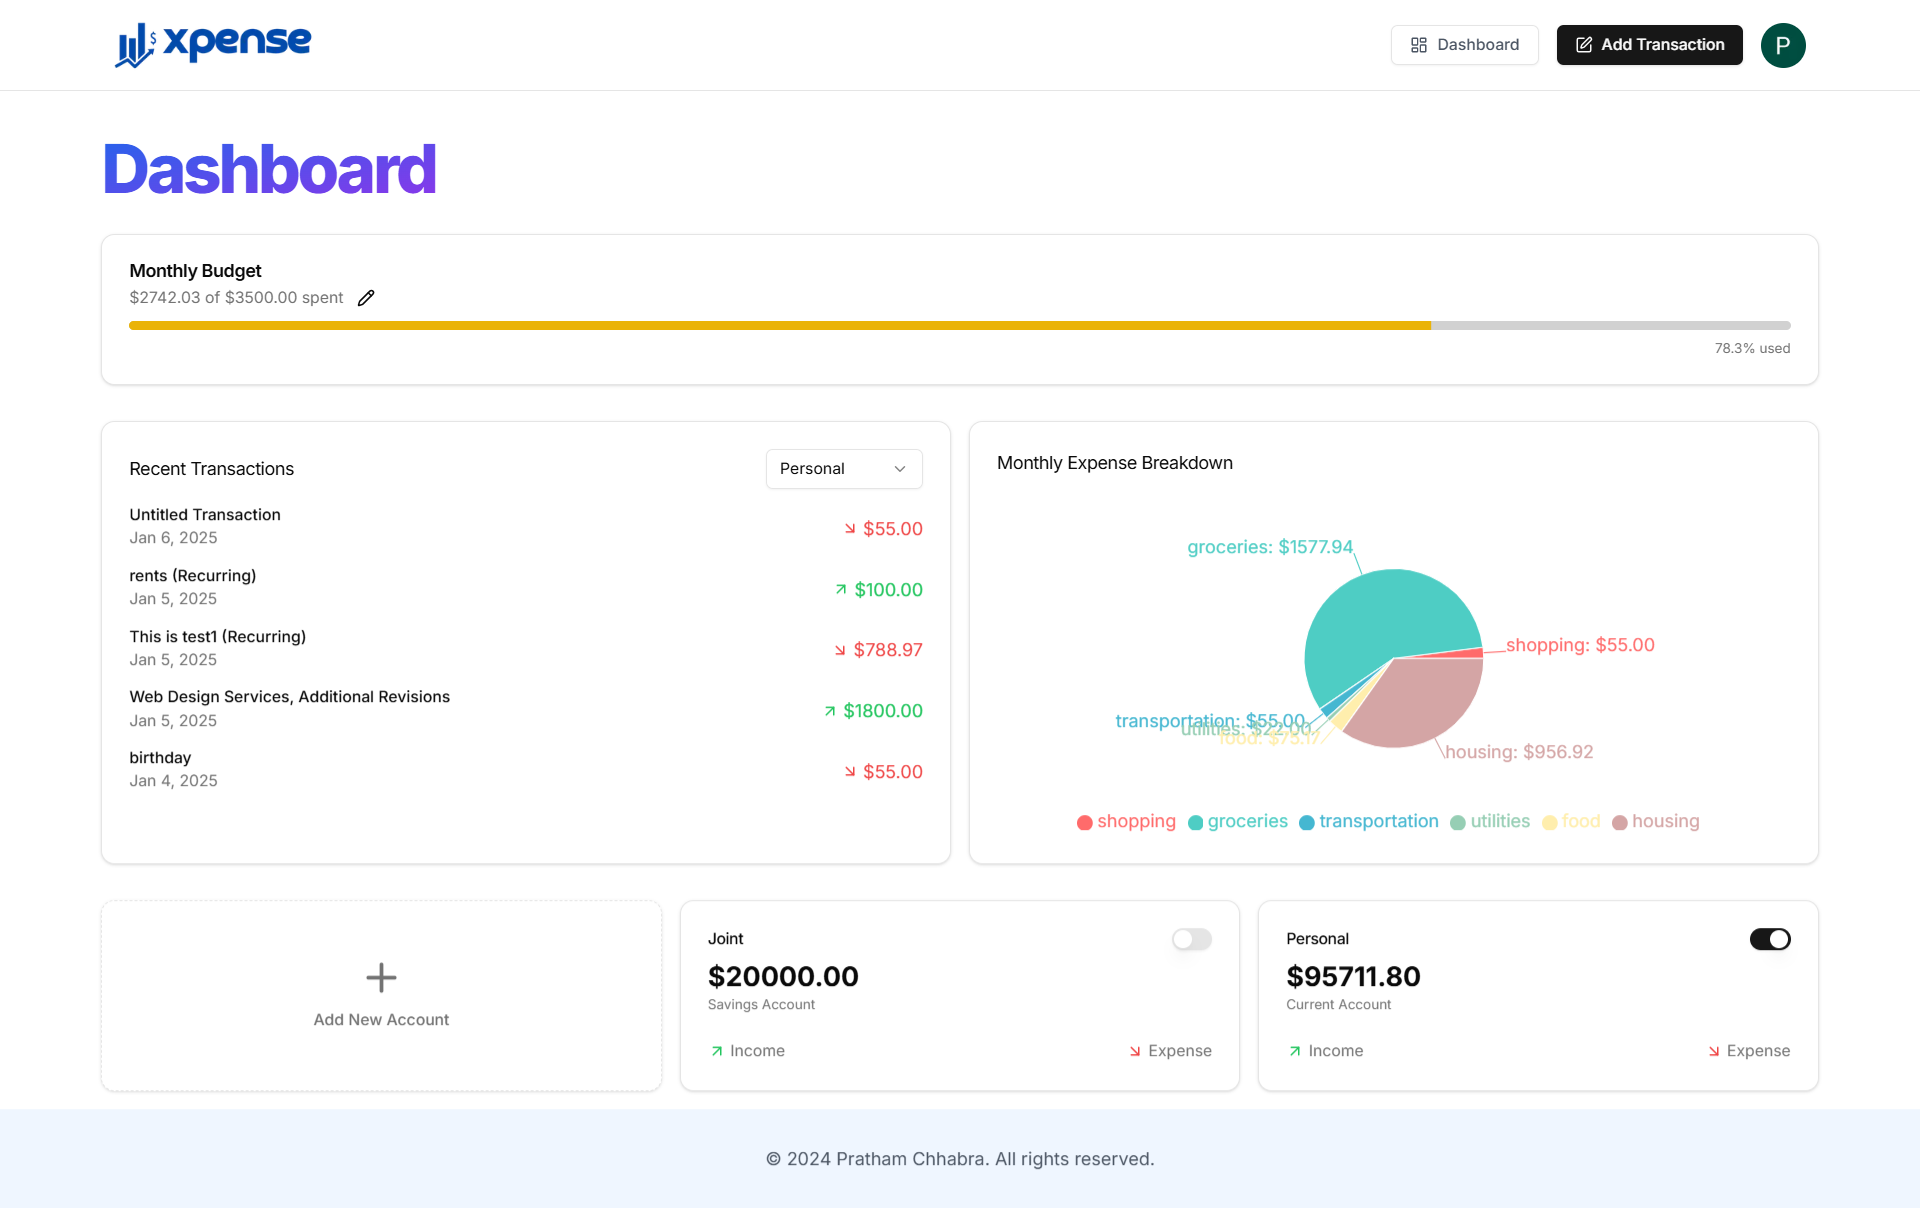 $ xpense
Dashboard
Add Transaction
P
Dashboard
Monthly Budget
$2742.03 of $3500.00 spent
78.3% used
Recent Transactions
Personal
Untitled Transaction
Jan 6, 2025
$55.00
rents (Recurring)
Jan 5, 2025
$100.00
This is test1 (Recurring)
Jan 5, 2025
$788.97
Web Design Services, Additional Revisions
Jan 5, 2025
$1800.00
birthday
Jan 4, 2025
$55.00
Monthly Expense Breakdown
groceries: $1577.94
shopping: $55.00
transportation: $55.00
utilities: $22.00
food: $75.17
housing: $956.92
shopping groceries transportation utilities food housing
Add New Account
Joint
$20000.00
Savings Account
Income
Expense
Personal
$95711.80
Current Account
Income
Expense
© 2024 Pratham Chhabra. All rights reserved.